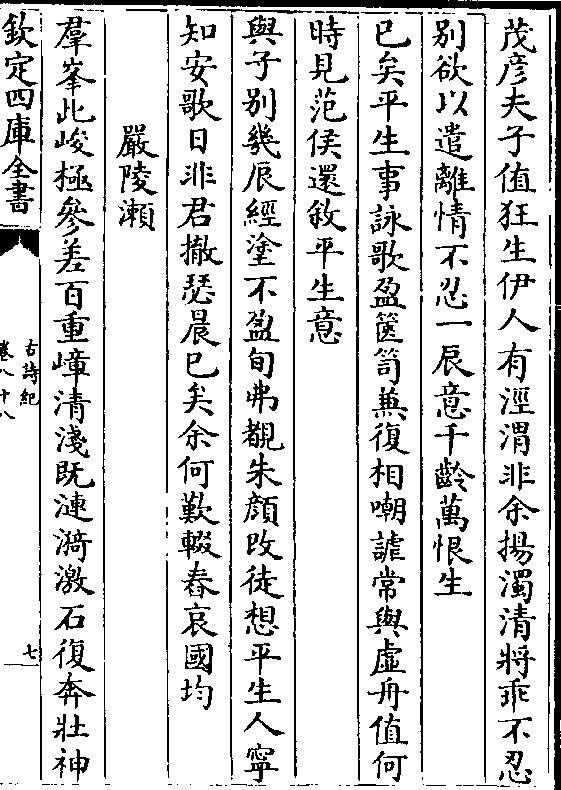 茂彦夫子值狂生伊人有涇渭非余揚濁清將乖不忍
別欲以遣離情不忍一辰意千齡萬恨生
已矣平生事詠歌盈篋笥兼復相嘲謔常與虛舟值何
時見范侯還敘平生意
與子別幾辰經塗不盈旬弗覩朱顔改徒想平生人寧
知安歌日非君撤瑟晨已矣余何歎輟舂哀國均
嚴陵瀨
羣峯此峻極參差百重嶂清淺既漣漪激石復奔壯神
欽定四庫全書
古詩紀
卷八十八
七